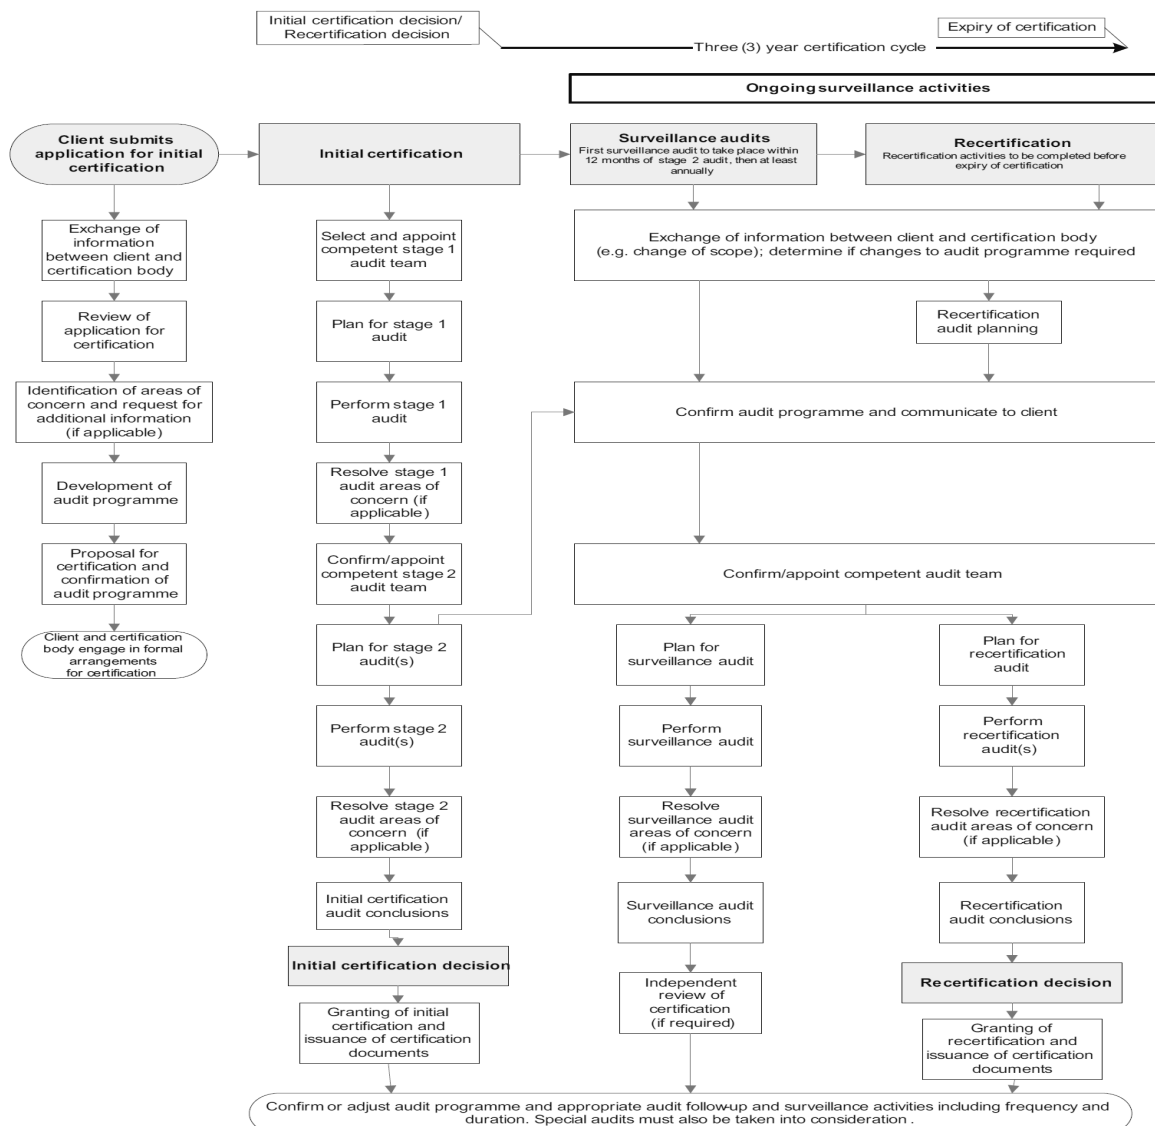 Initial certification decision/
Recertification decision
Expiry of certification
Three (3) year certification cycle
Ongoing surveillance activities
Client submits
application for initial
certification
Initial certification
Surveillance audits
First surveillance audit to take place within
12 months of stage 2 audit, then at least
annually
Recertification
Recertification activities to be completed before
expiry of certification
Exchange of
information
between client and
certification body
Review of
application for
certification
Identification of areas of
concern and request for
additional information
(if applicable)
Development of
audit programme
Proposal for
certification and
confirmation of
audit programme
Client and certification
body engage in formal
arrangements
for certification
Select and appoint
competent stage 1
audit team
Plan for stage 1
audit
Perform stage 1
audit
Resolve stage 1
audit areas of
concern (if
applicable)
Confirm/appoint
competent stage 2
audit team
Plan for stage 2
audit(s)
Perform stage 2
audit(s)
Resolve stage 2
audit areas of
concern (if
applicable)
Initial certification
audit conclusions
Initial certification decision
Granting of initial
certification and
issuance of certification
documents
Exchange of information between client and certification body
(e.g. change of scope); determine if changes to audit programme required
Recertification
audit planning
Confirm audit programme and communicate to client
Confirm/appoint competent audit team
Plan for
surveillance audit
Perform
surveillance audit
Resolve
surveillance audit
areas of concern
(if applicable)
Surveillance audit
conclusions
Independent
review of
certification
(if required)
Plan for
recertification
audit
Perform
recertification
audit(s)
Resolve recertification
audit areas of concern
(if applicable)
Recertification
audit conclusions
Recertification decision
Granting of
recertification and
issuance of certification
documents
Confirm or adjust audit programme and appropriate audit follow-up and surveillance activities including frequency and
duration. Special audits must also be taken into consideration .